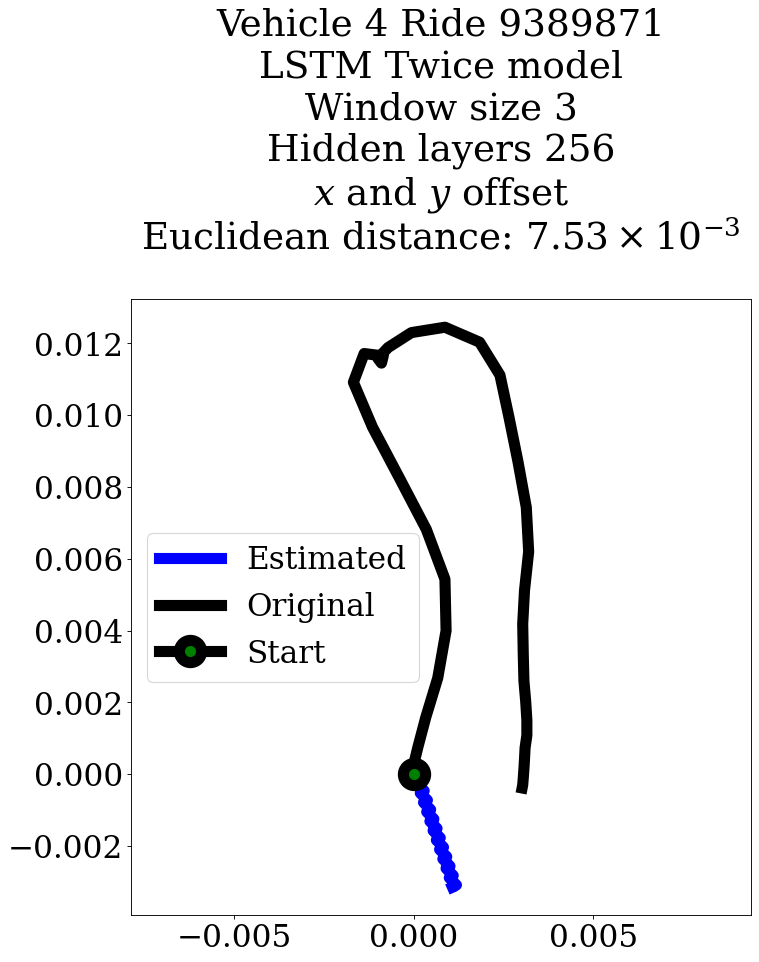 Vehicle 4 Ride 9389871
LSTM Twice model
Window size 3
Hidden layers 256
x and y offset
Euclidean distance: 7.53 × 10⁻³
0.012
0.010
0.008
0.006
0.004
0.002
0.000
−0.002
Estimated
Original
Start
−0.005 0.000 0.005